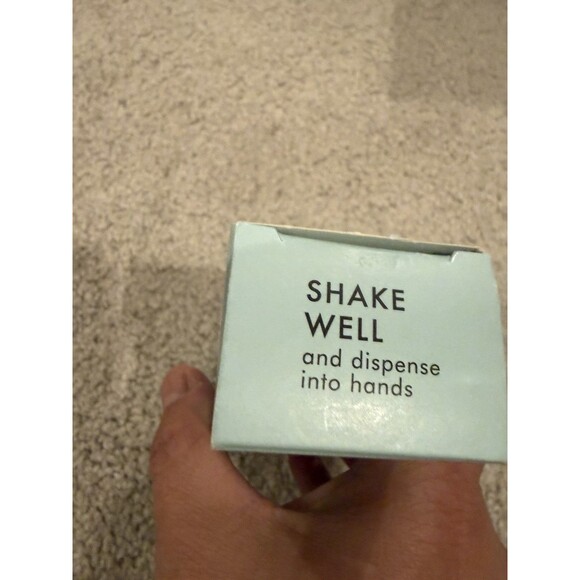 SHAKE
WELL
and dispense
into hands